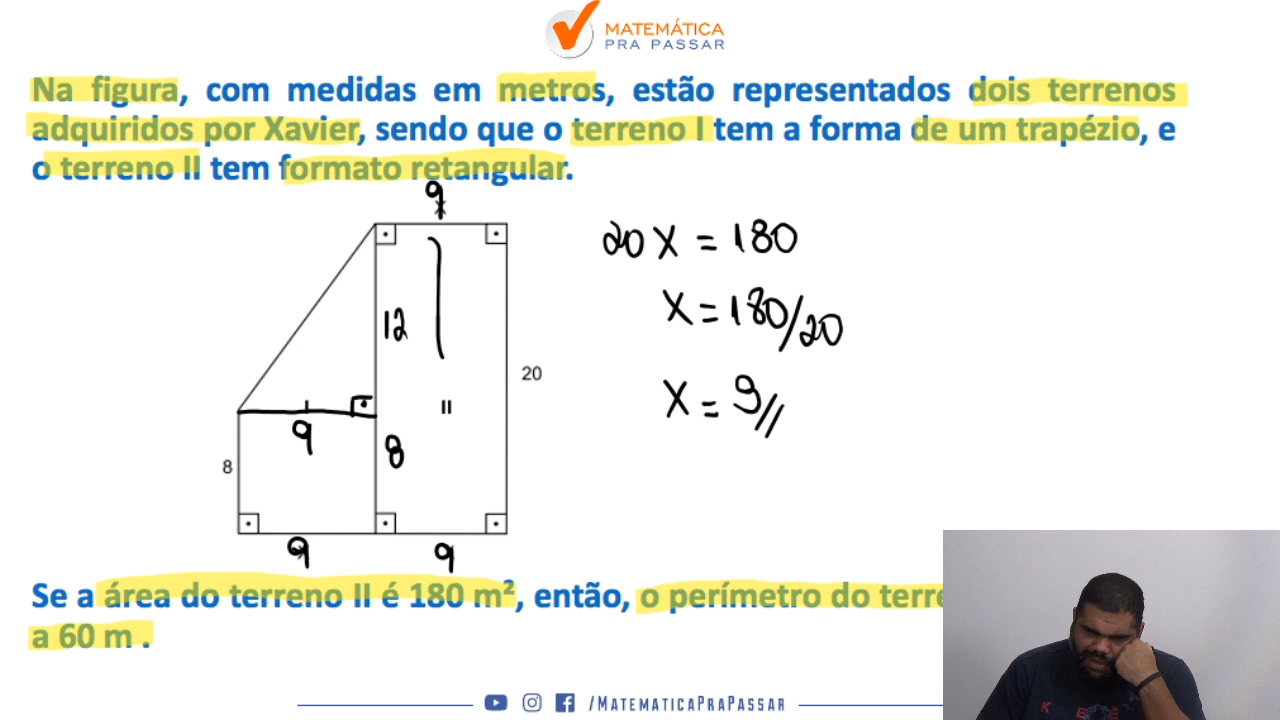 MATEMÁTICA
PRA PASSAR
Na figura, com medidas em metros, estão representados dois terrenos
adquiridos por Xavier, sendo que o terreno I tem a forma de um trapézio, e
o terreno II tem formato retangular.
9
x
20x = 180
12
x = 180/20
20
I
II
x = 9//
9
8
8
9
9
Se a área do terreno II é 180 m², então, o perímetro do
a 60 m .
/MATEMATICAPRAPASSAR
K